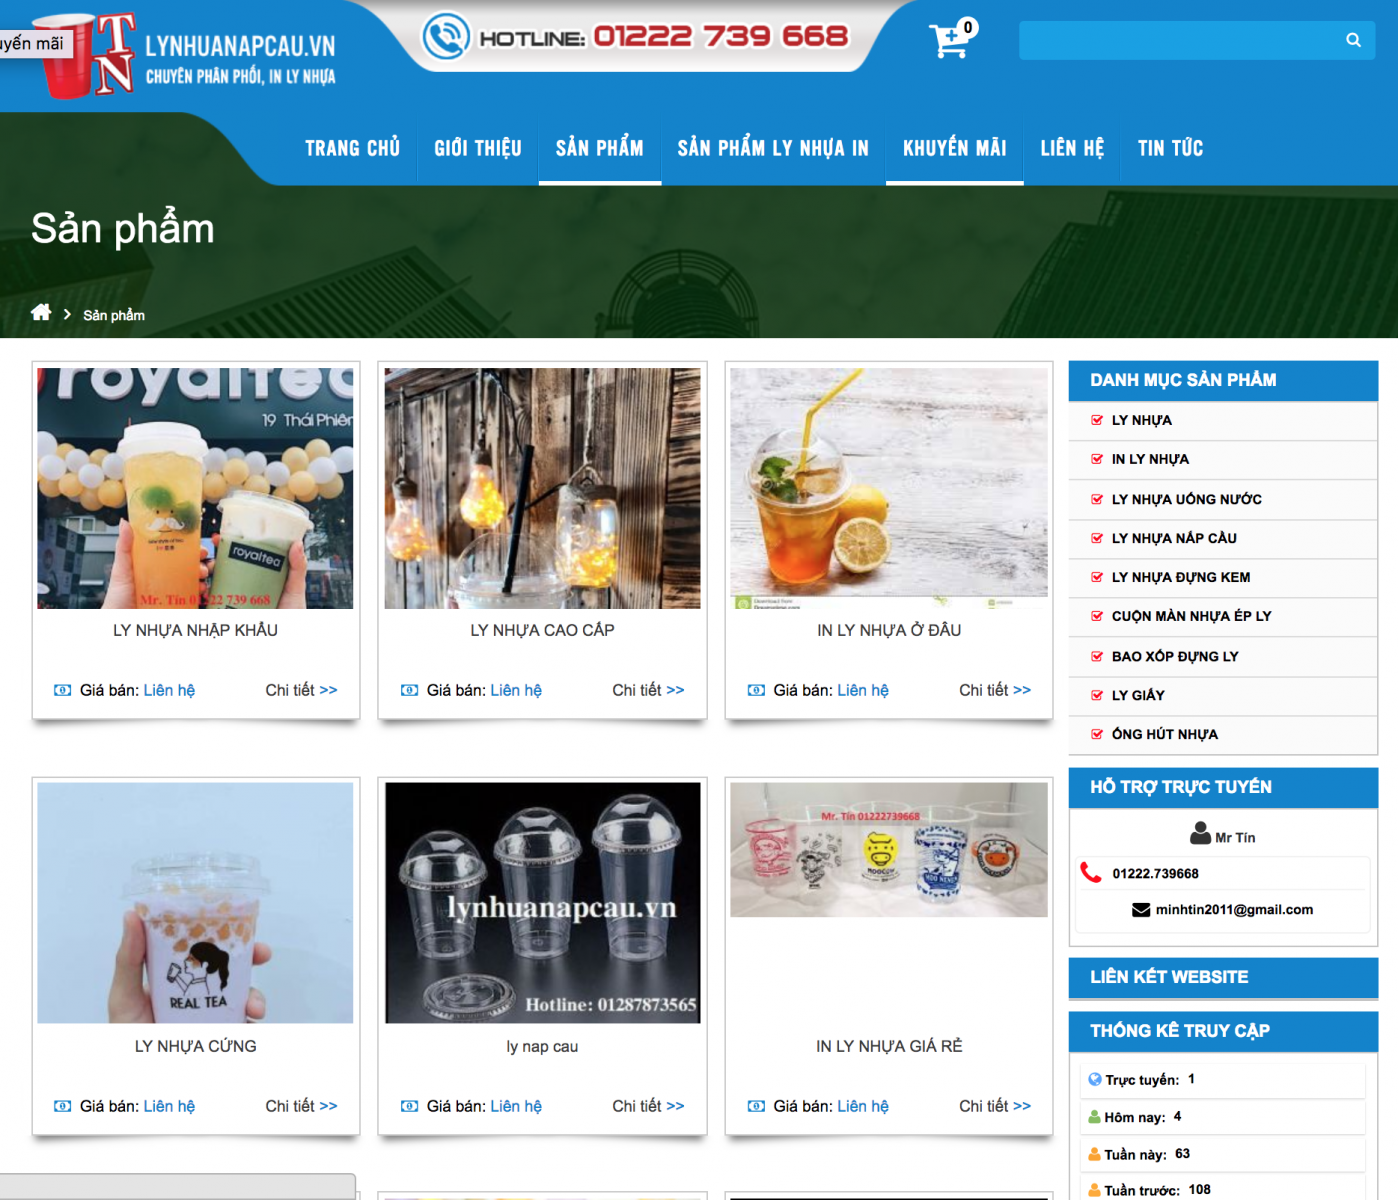 uyến mãi
TN
LYNHUANAPCAU.VN
CHUYÊN PHÂN PHỐI, IN LY NHỰA
HOTLINE: 01222 739 668
0
TRANG CHỦ
GIỚI THIỆU
SẢN PHẨM
SẢN PHẨM LY NHỰA IN
KHUYẾN MÃI
LIÊN HỆ
TIN TỨC
Sản phẩm
Sản phẩm
royaltea
19 Thái Phiên
royaltea
Mr. Tín 01222 739 668
LY NHỰA NHẬP KHẨU
Giá bán: Liên hệ
Chi tiết >>
LY NHỰA CAO CẤP
Giá bán: Liên hệ
Chi tiết >>
IN LY NHỰA Ở ĐÂU
Giá bán: Liên hệ
Chi tiết >>
REAL TEA
LY NHỰA CỨNG
Giá bán: Liên hệ
Chi tiết >>
lynhuanapcau.vn
Hotline: 01287873565
ly nap cau
Giá bán: Liên hệ
Chi tiết >>
Mr. Tín 01222739668
IN LY NHỰA GIÁ RẺ
Giá bán: Liên hệ
Chi tiết >>
DANH MỤC SẢN PHẨM
LY NHỰA
IN LY NHỰA
LY NHỰA UỐNG NƯỚC
LY NHỰA NẮP CẦU
LY NHỰA ĐỰNG KEM
CUỘN MÀN NHỰA ÉP LY
BAO XỐP ĐỰNG LY
LY GIẤY
ỐNG HÚT NHỰA
HỖ TRỢ TRỰC TUYẾN
Mr Tín
01222.739668
minhtin2011@gmail.com
LIÊN KẾT WEBSITE
THỐNG KÊ TRUY CẬP
Trực tuyến: 1
Hôm nay: 4
Tuần này: 63
Tuần trước: 108